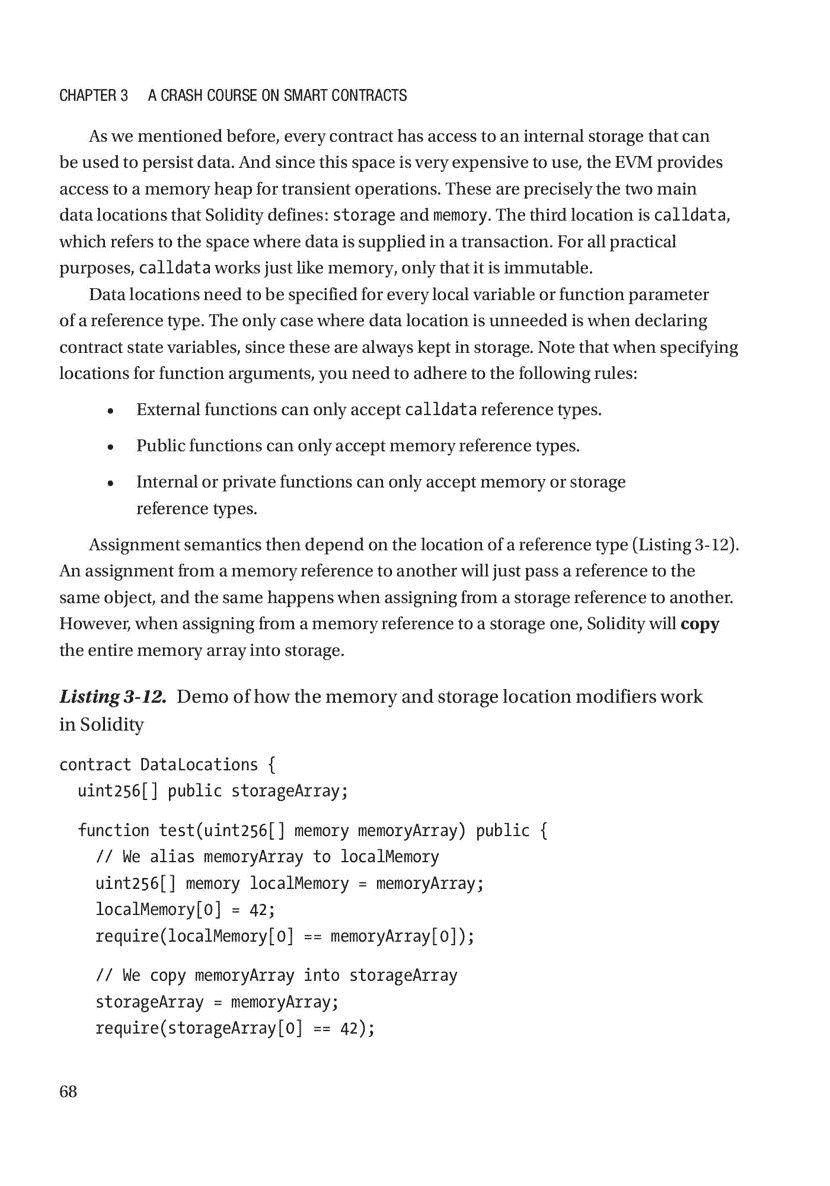 CHAPTER 3 A CRASH COURSE ON SMART CONTRACTS
As we mentioned before, every contract has access to an internal storage that can
be used to persist data. And since this space is very expensive to use, the EVM provides
access to a memory heap for transient operations. These are precisely the two main
data locations that Solidity defines: storage and memory. The third location is calldata,
which refers to the space where data is supplied in a transaction. For all practical
purposes, calldata works just like memory, only that it is immutable.
Data locations need to be specified for every local variable or function parameter
of a reference type. The only case where data location is unneeded is when declaring
contract state variables, since these are always kept in storage. Note that when specifying
locations for function arguments, you need to adhere to the following rules:
• External functions can only accept calldata reference types.
• Public functions can only accept memory reference types.
• Internal or private functions can only accept memory or storage
reference types.
Assignment semantics then depend on the location of a reference type (Listing 3-12).
An assignment from a memory reference to another will just pass a reference to the
same object, and the same happens when assigning from a storage reference to another.
However, when assigning from a memory reference to a storage one, Solidity will copy
the entire memory array into storage.
Listing 3-12. Demo of how the memory and storage location modifiers work
in Solidity
contract DataLocations {
  uint256[] public storageArray;
  function test(uint256[] memory memoryArray) public {
    // We alias memoryArray to localMemory
    uint256[] memory localMemory = memoryArray;
    localMemory[0] = 42;
    require(localMemory[0] == memoryArray[0]);
    // We copy memoryArray into storageArray
    storageArray = memoryArray;
    require(storageArray[0] == 42);
68